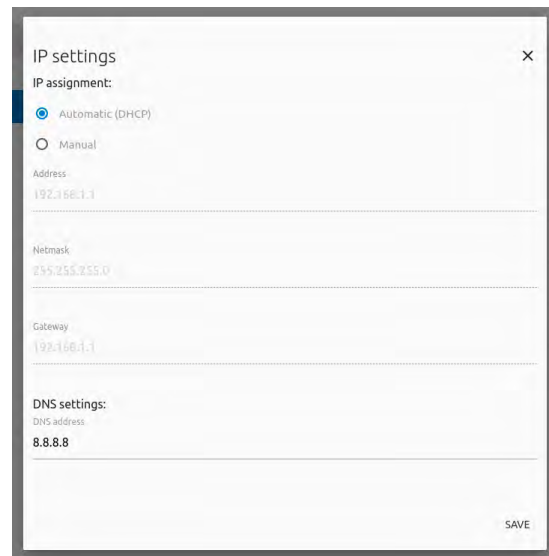 IP settings
IP assignment:
Automatic (DHCP)
Manual
Address
192.168.1.1
Netmask
255.255.255.0
Gateway
192.168.1.1
DNS settings:
DNS address
8.8.8.8
SAVE